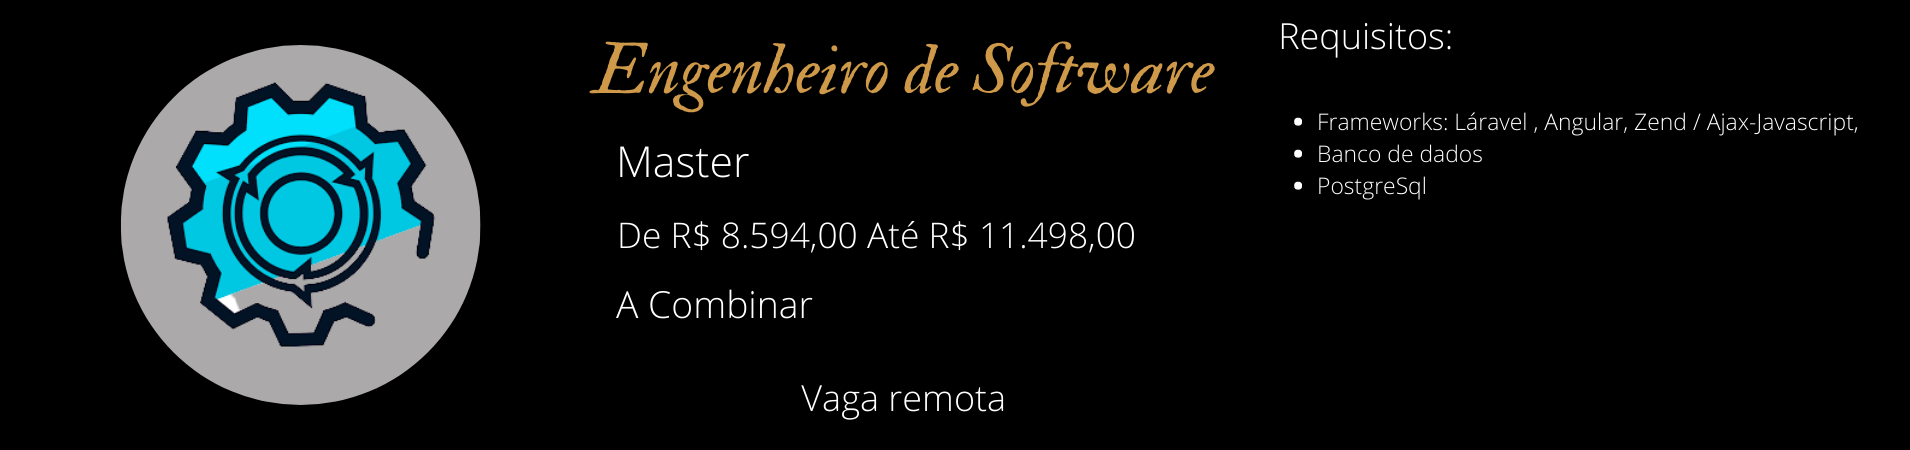 Engenheiro de Software
Master
De R$ 8.594,00 Até R$ 11.498,00
A Combinar
Vaga remota
Requisitos:
• Frameworks: Láravel , Angular, Zend / Ajax-Javascript,
• Banco de dados
• PostgreSql